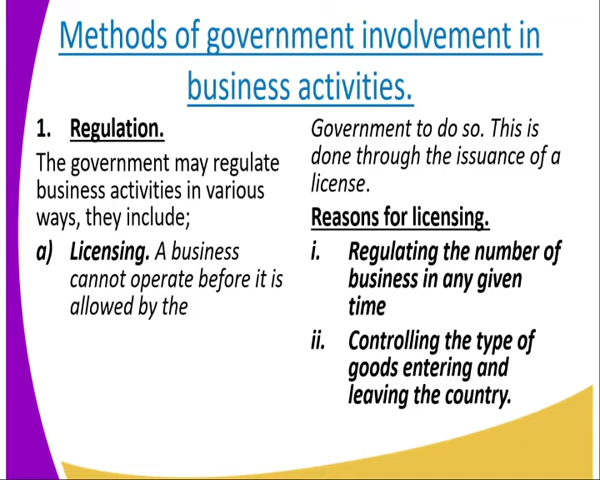 Methods of government involvement in
business activities.
1. Regulation.
The government may regulate
business activities in various
ways, they include;
a) Licensing. A business
cannot operate before it is
allowed by the
Government to do so. This is
done through the issuance of a
license.
Reasons for licensing.
i. Regulating the number of
business in any given
time
ii. Controlling the type of
goods entering and
leaving the country.